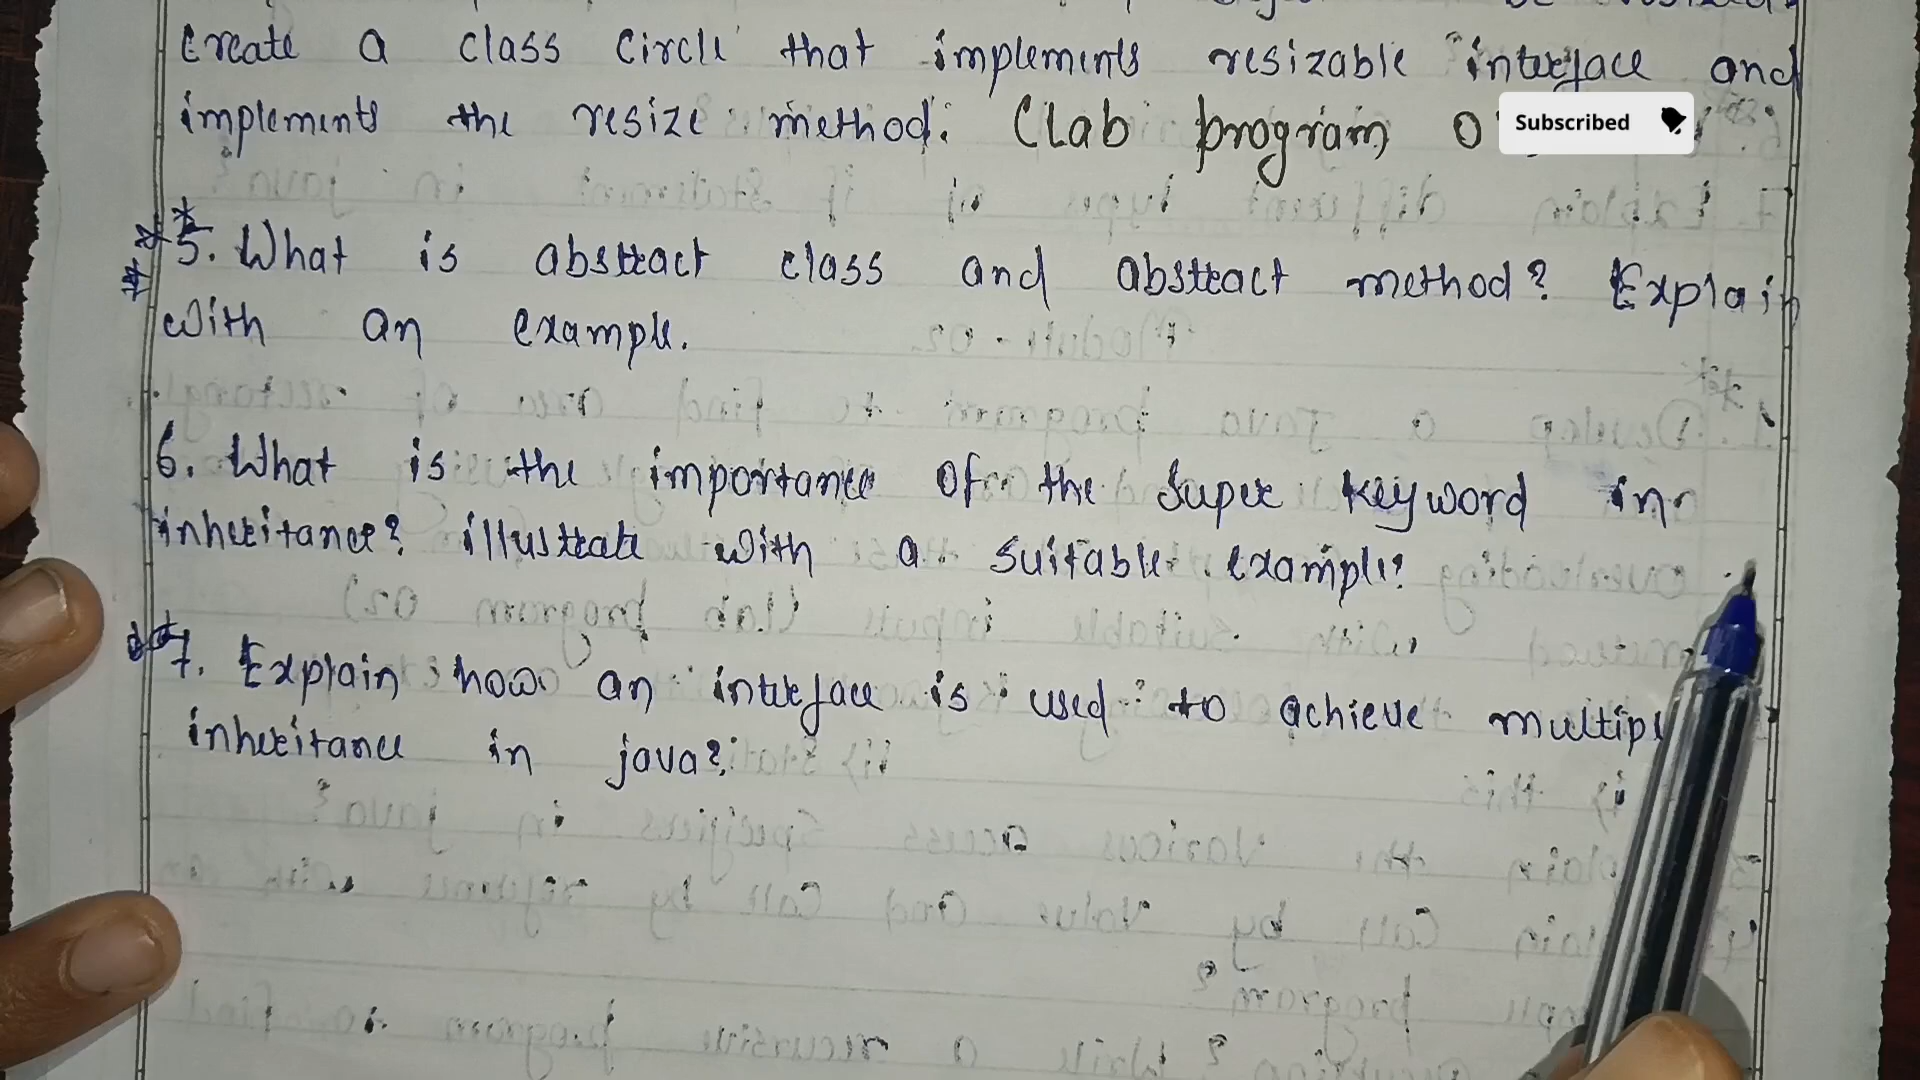 create a class circle that implements resizable interface and
implements the resize method. (Lab program
Subscribed
5. What is abstract class and abstract method? Explain
with an example.
6. What is the importance of the super keyword in
inheritance? illustrate with a suitable example?
7. Explain how an interface is used to achieve
inheritance in java?